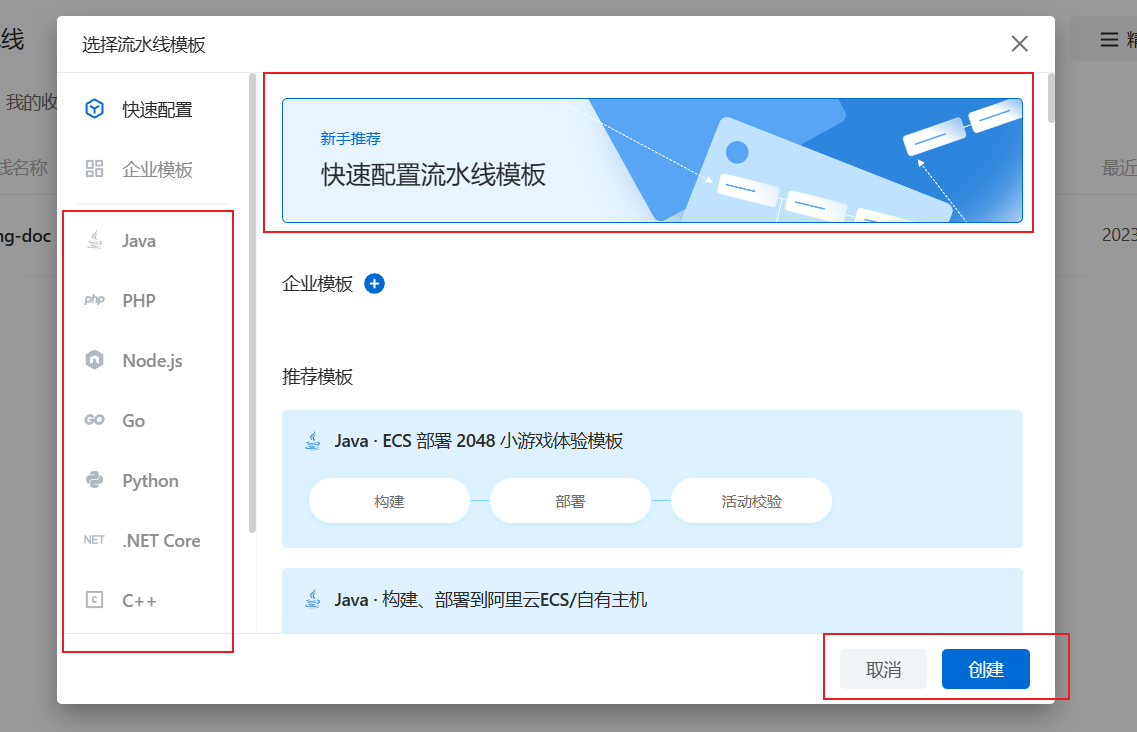 线
选择流水线模板
精
我的收
快速配置
新手推荐
快速配置流水线模板
线名称
企业模板
最近
ng-doc
Java
2023
企业模板
php PHP
Node.js
推荐模板
GO Go
Java · ECS 部署 2048 小游戏体验模板
Python
构建
部署
活动校验
NET .NET Core
C C++
Java · 构建、部署到阿里云ECS/自有主机
取消
创建